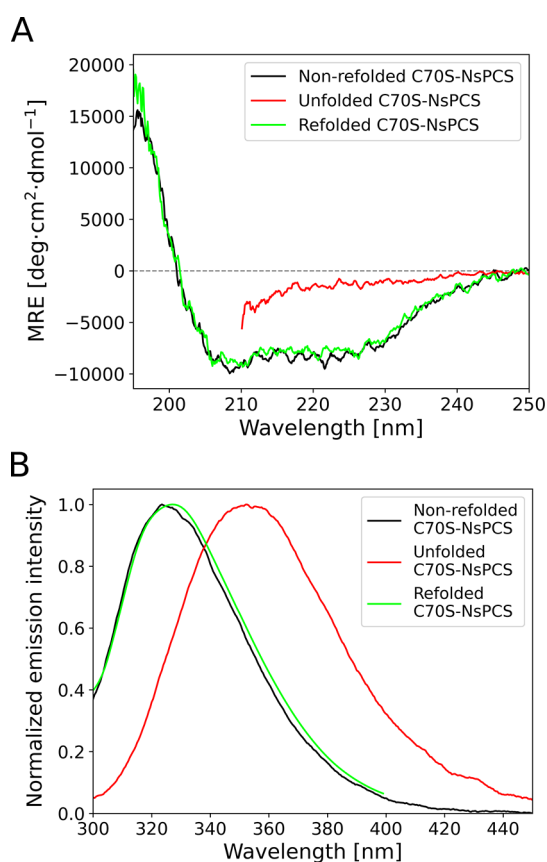 A
20000
15000
10000
5000
0
−5000
−10000
MRE [deg·cm²·dmol⁻¹]
Non-refolded C70S-NsPCS
Unfolded C70S-NsPCS
Refolded C70S-NsPCS
200 210 220 230 240 250
Wavelength [nm]
B
1.0
0.8
0.6
0.4
0.2
0.0
Normalized emission intensity
Non-refolded
C70S-NsPCS
Unfolded
C70S-NsPCS
Refolded
C70S-NsPCS
300 320 340 360 380 400 420 440
Wavelength [nm]